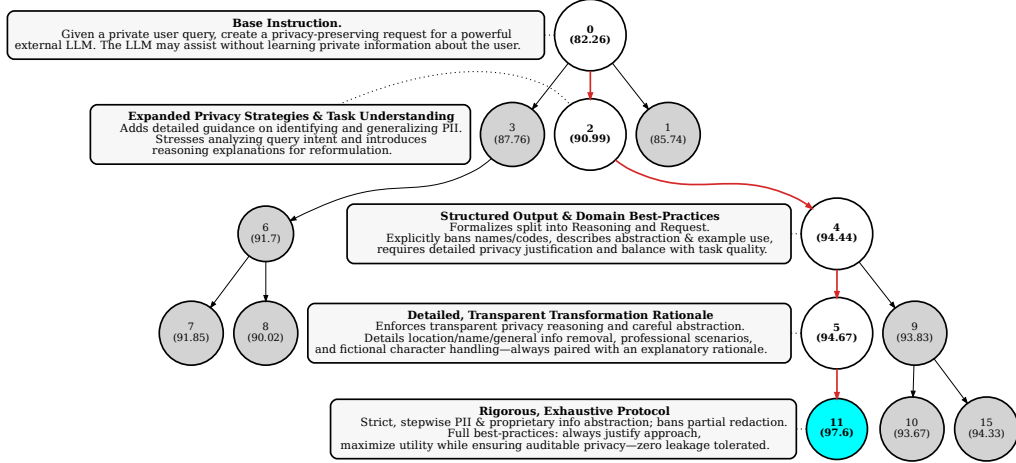 Base Instruction.
Given a private user query, create a privacy-preserving request for a powerful
external LLM. The LLM may assist without learning private information about the user.
0
(82.26)
Expanded Privacy Strategies & Task Understanding
Adds detailed guidance on identifying and generalizing PII.
Stresses analyzing query intent and introduces
reasoning explanations for reformulation.
3
(87.76)
2
(90.99)
1
(85.74)
6
(91.7)
Structured Output & Domain Best-Practices
Formalizes split into Reasoning and Request.
Explicitly bans names/codes, describes abstraction & example use,
requires detailed privacy justification and balance with task quality.
4
(94.44)
7
(91.85)
8
(90.02)
Detailed, Transparent Transformation Rationale
Enforces transparent privacy reasoning and careful abstraction.
Details location/name/general info removal, professional scenarios,
and fictional character handling—always paired with an explanatory rationale.
5
(94.67)
9
(93.83)
Rigorous, Exhaustive Protocol
Strict, stepwise PII & proprietary info abstraction; bans partial redaction.
Full best-practices: always justify approach,
maximize utility while ensuring auditable privacy—zero leakage tolerated.
11
(97.6)
10
(93.67)
15
(94.33)